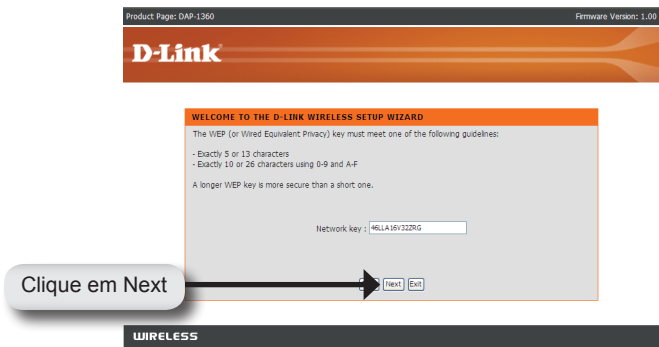 Product Page: DAP-1360 Firmware Version: 1.00
D-Link
WELCOME TO THE D-LINK WIRELESS SETUP WIZARD
The WEP (or Wired Equivalent Privacy) key must meet one of the following guidelines:
- Exactly 5 or 13 characters
- Exactly 10 or 26 characters using 0-9 and A-F
A longer WEP key is more secure than a short one.
Network key : 46LLA16V32ZRG
Clique em Next
Next Exit
WIRELESS